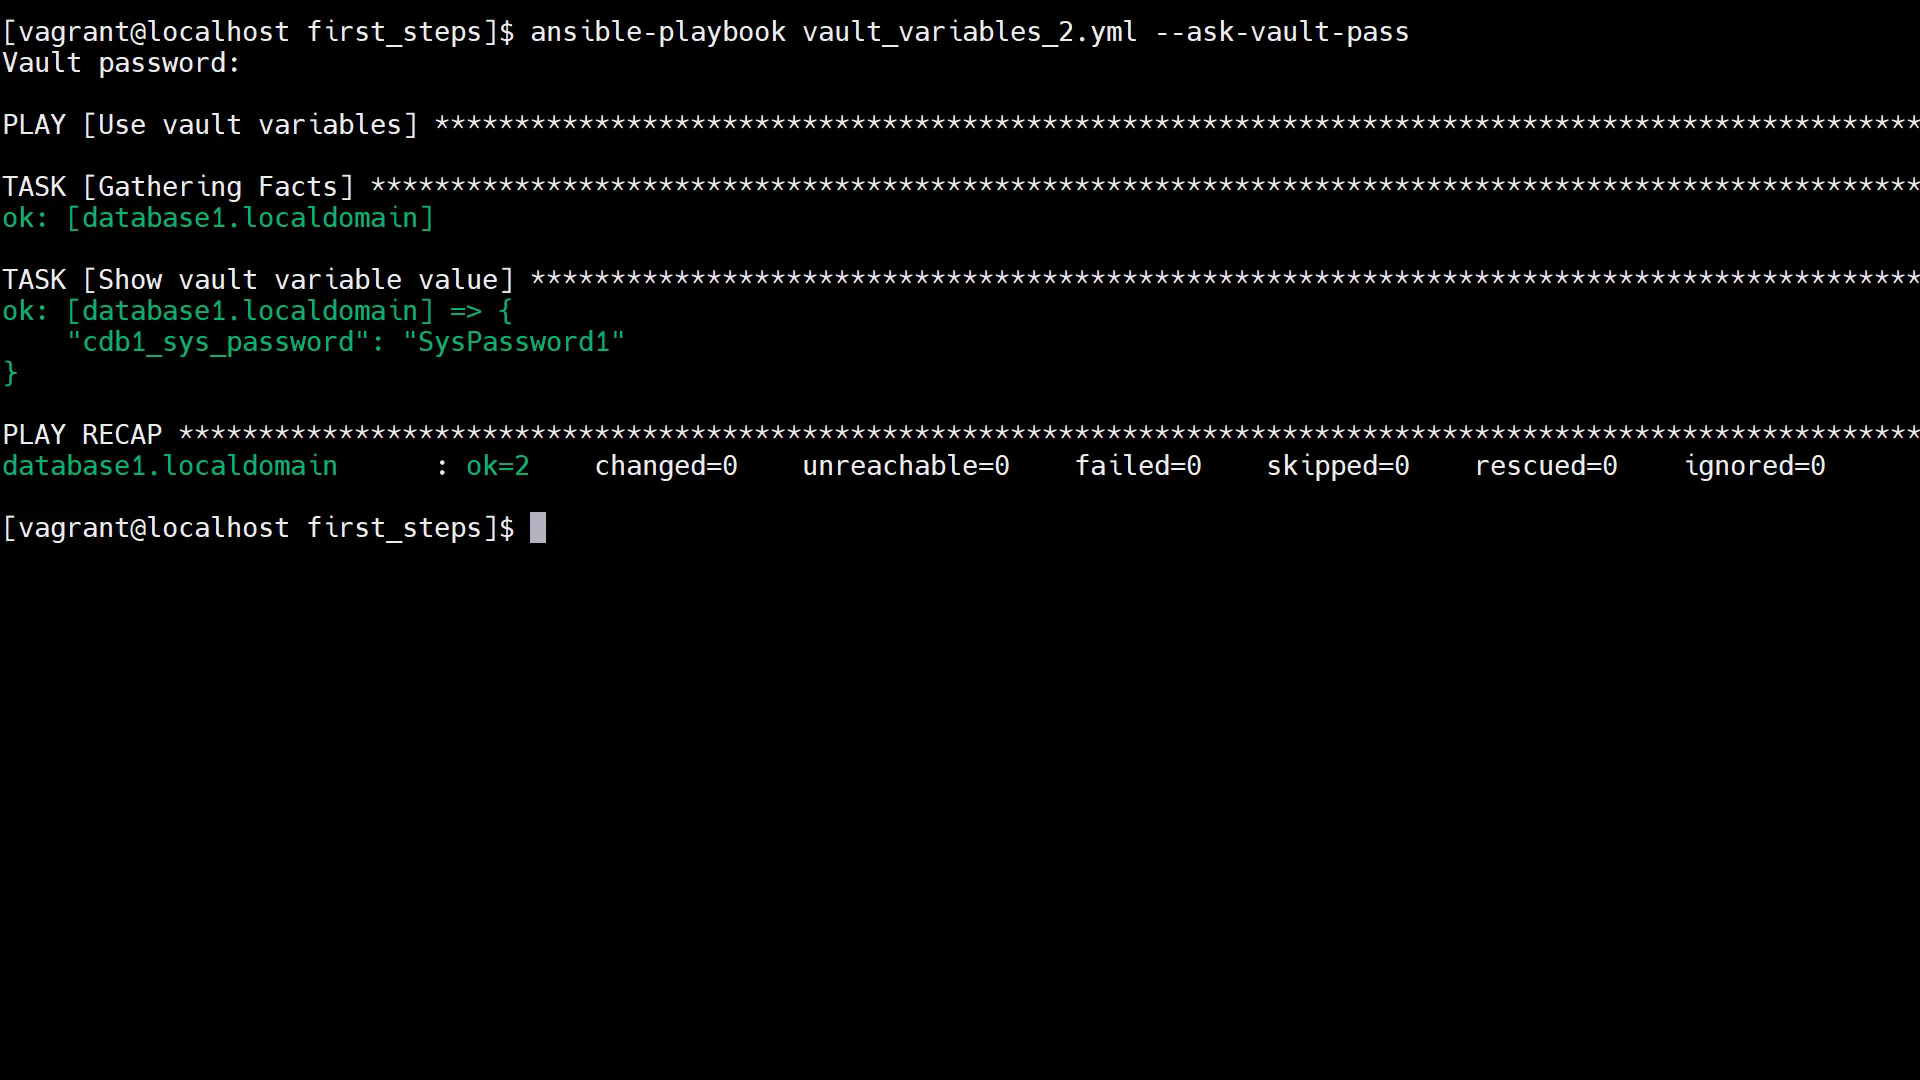 [vagrant@localhost first_steps]$ ansible-playbook vault_variables_2.yml --ask-vault-pass
Vault password:
PLAY [Use vault variables] *********************************************************************************************
TASK [Gathering Facts] *************************************************************************************************
ok: [database1.localdomain]
TASK [Show vault variable value] ***************************************************************************************
ok: [database1.localdomain] => {
    "cdb1_sys_password": "SysPassword1"
}
PLAY RECAP *************************************************************************************************************
database1.localdomain      : ok=2    changed=0    unreachable=0    failed=0    skipped=0    rescued=0    ignored=0
[vagrant@localhost first_steps]$